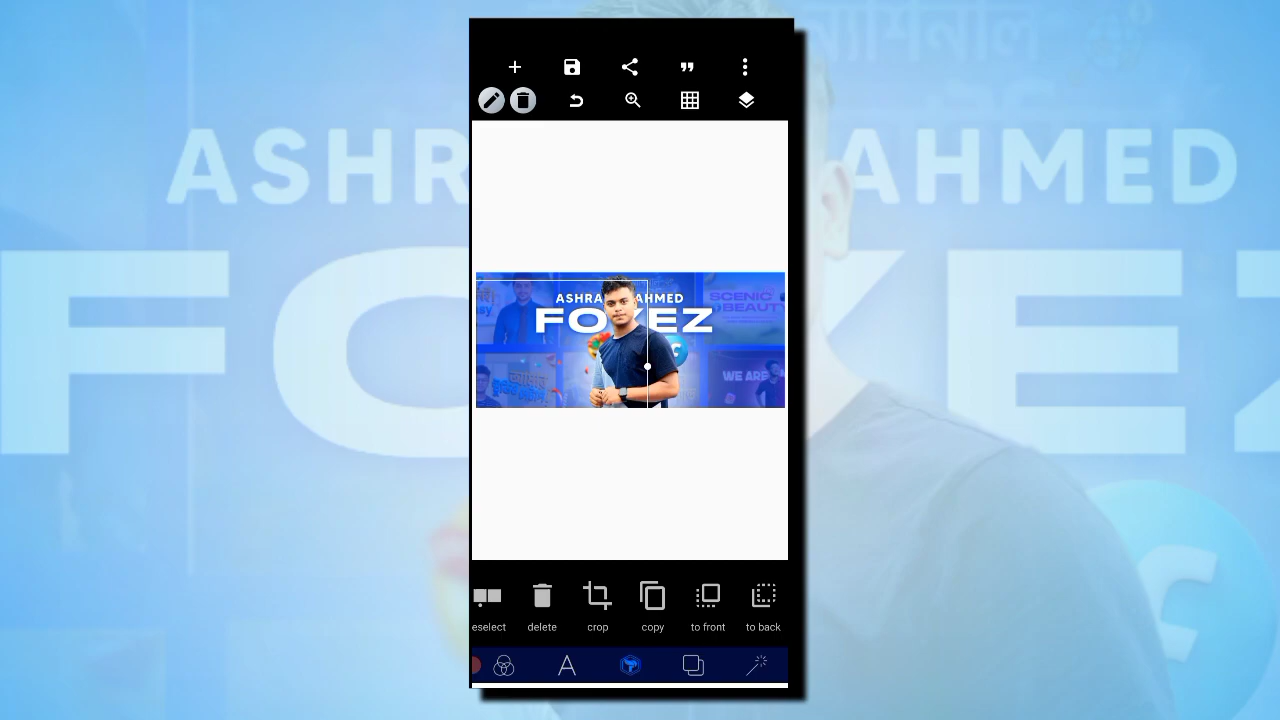 ASHR AHMED
FO EZ
ASHRA AHMED
FO EZ
SCENIC
BEAUTY
আমার
WE ARE
eselect
delete
crop
copy
to front
to back